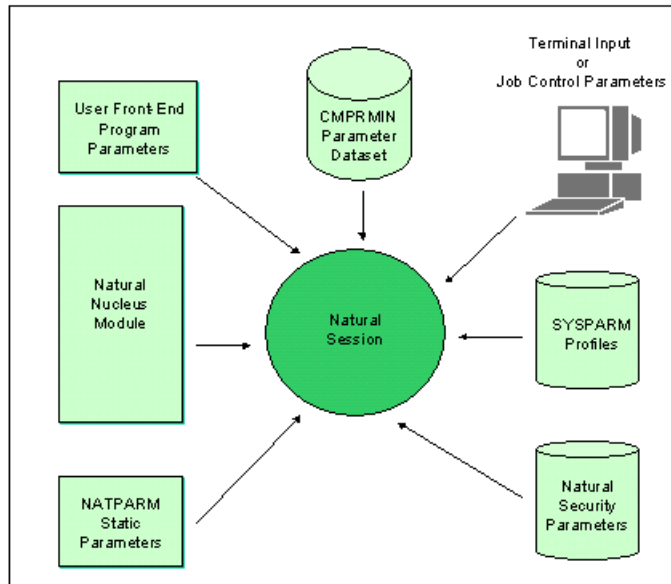 Terminal Input
or
Job Control Parameters
User Front-End
Program
Parameters
CMPRMIN
Parameter
Dataset
Natural
Nucleus
Module
Natural
Session
SYSPARM
Profiles
NATPARM
Static
Parameters
Natural
Security
Parameters